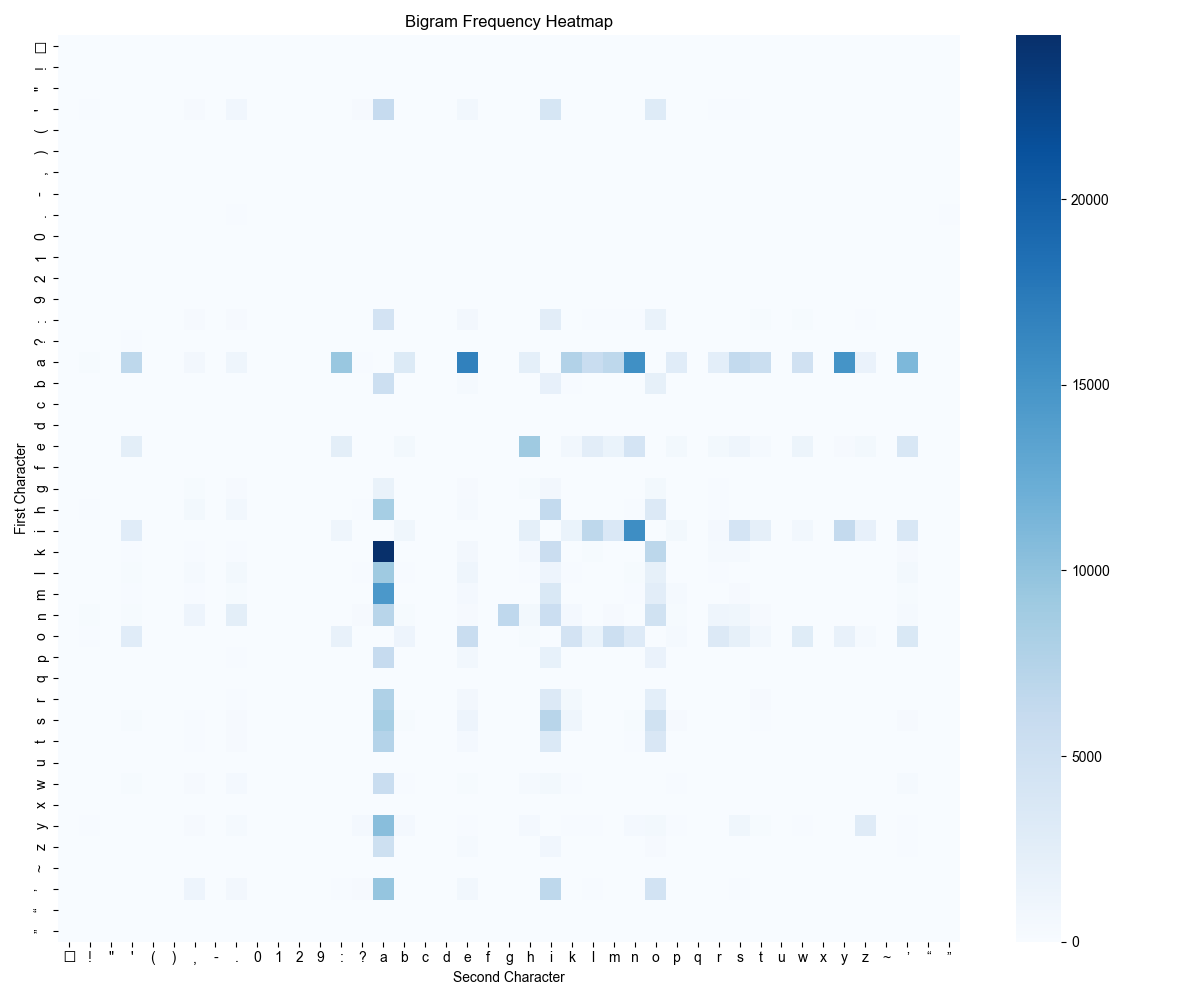 Bigram Frequency Heatmap
First Character
□ ! " ' ( ) , - . 0 1 2 9 : ? a b c d e f g h i k l m n o p q r s t u w x y z ~ ’ “ ”
20000
15000
10000
5000
0
□ ! " ' ( ) , - . 0 1 2 9 : ? a b c d e f g h i k l m n o p q r s t u w x y z ~ ’ “ ”
Second Character